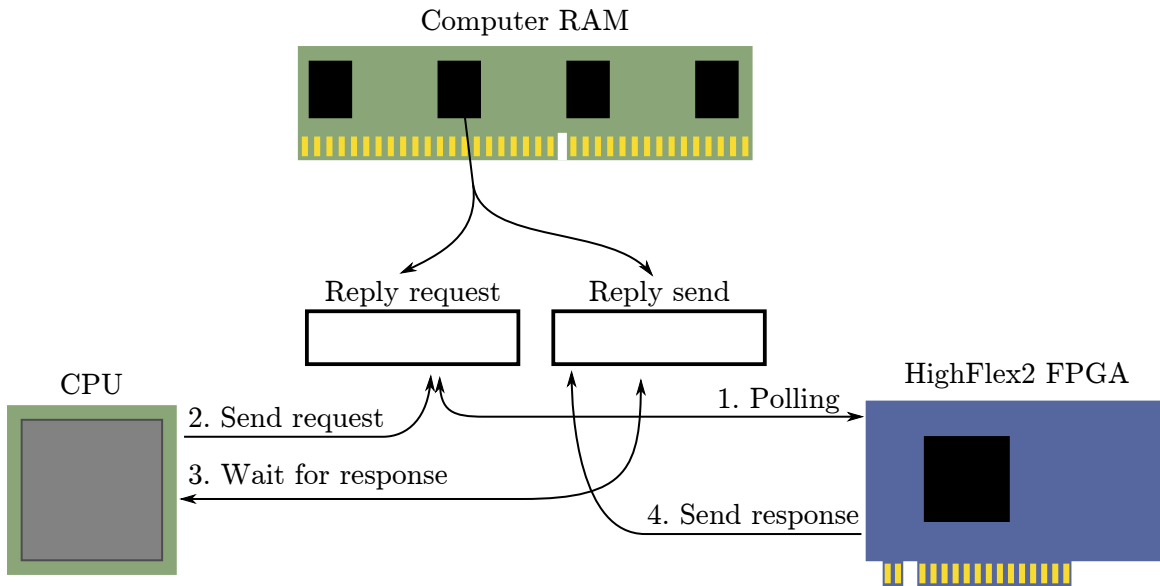 Computer RAM
Reply request
Reply send
CPU
HighFlex2 FPGA
1. Polling
2. Send request
3. Wait for response
4. Send response